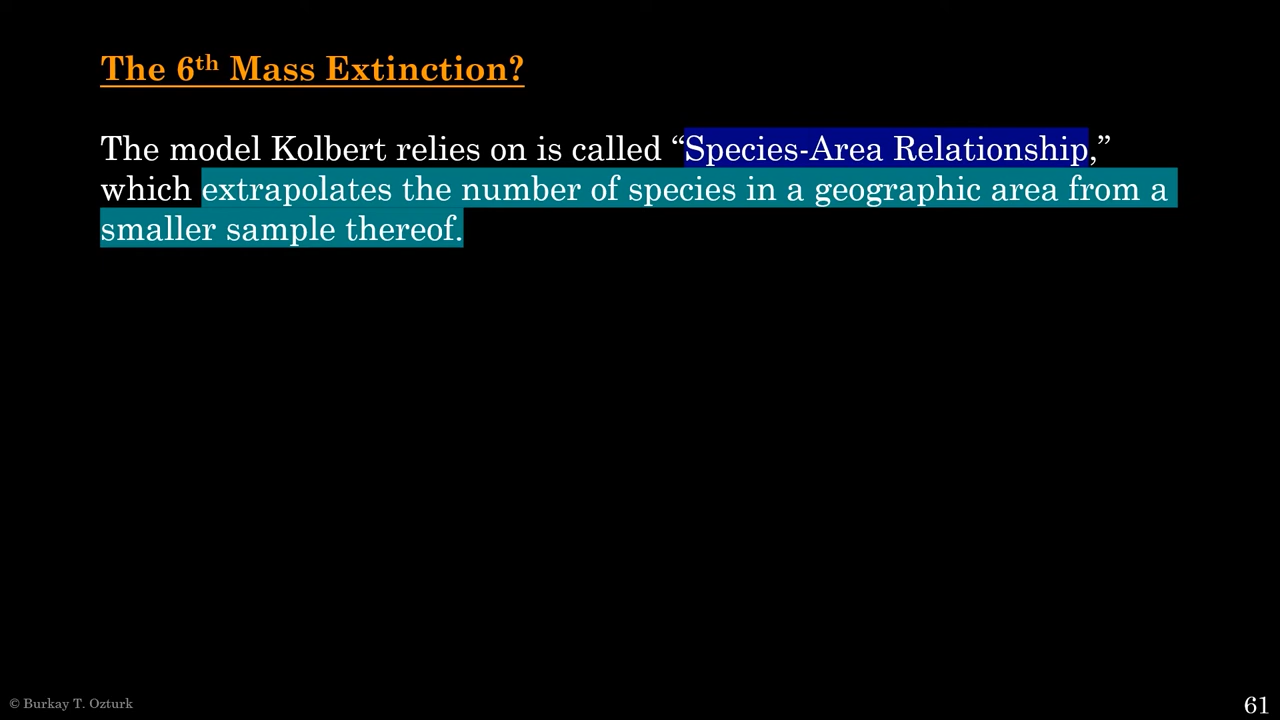 The 6th Mass Extinction?
The model Kolbert relies on is called “Species-Area Relationship,”
which extrapolates the number of species in a geographic area from a
smaller sample thereof.
© Burkay T. Ozturk
61